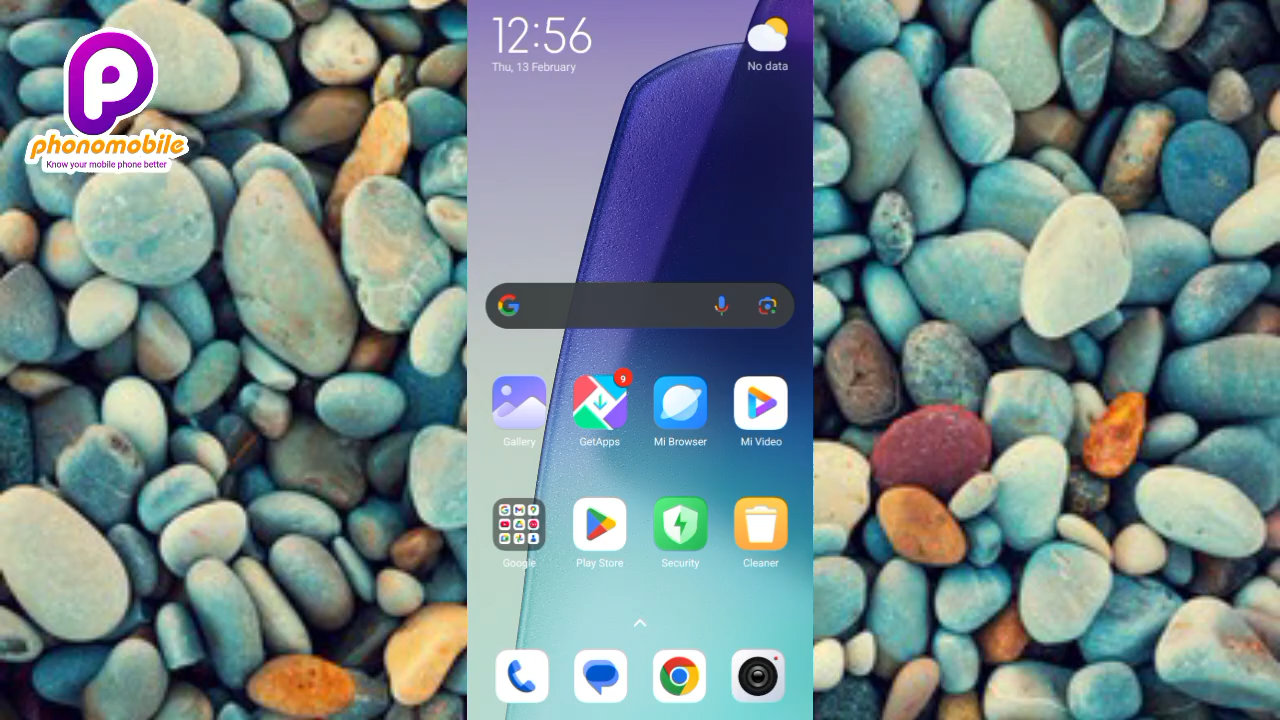 phonomobile
Know your mobile phone better
12:56
Thu, 13 February
No data
9
Gallery
GetApps
Mi Browser
Mi Video
Google
Play Store
Security
Cleaner